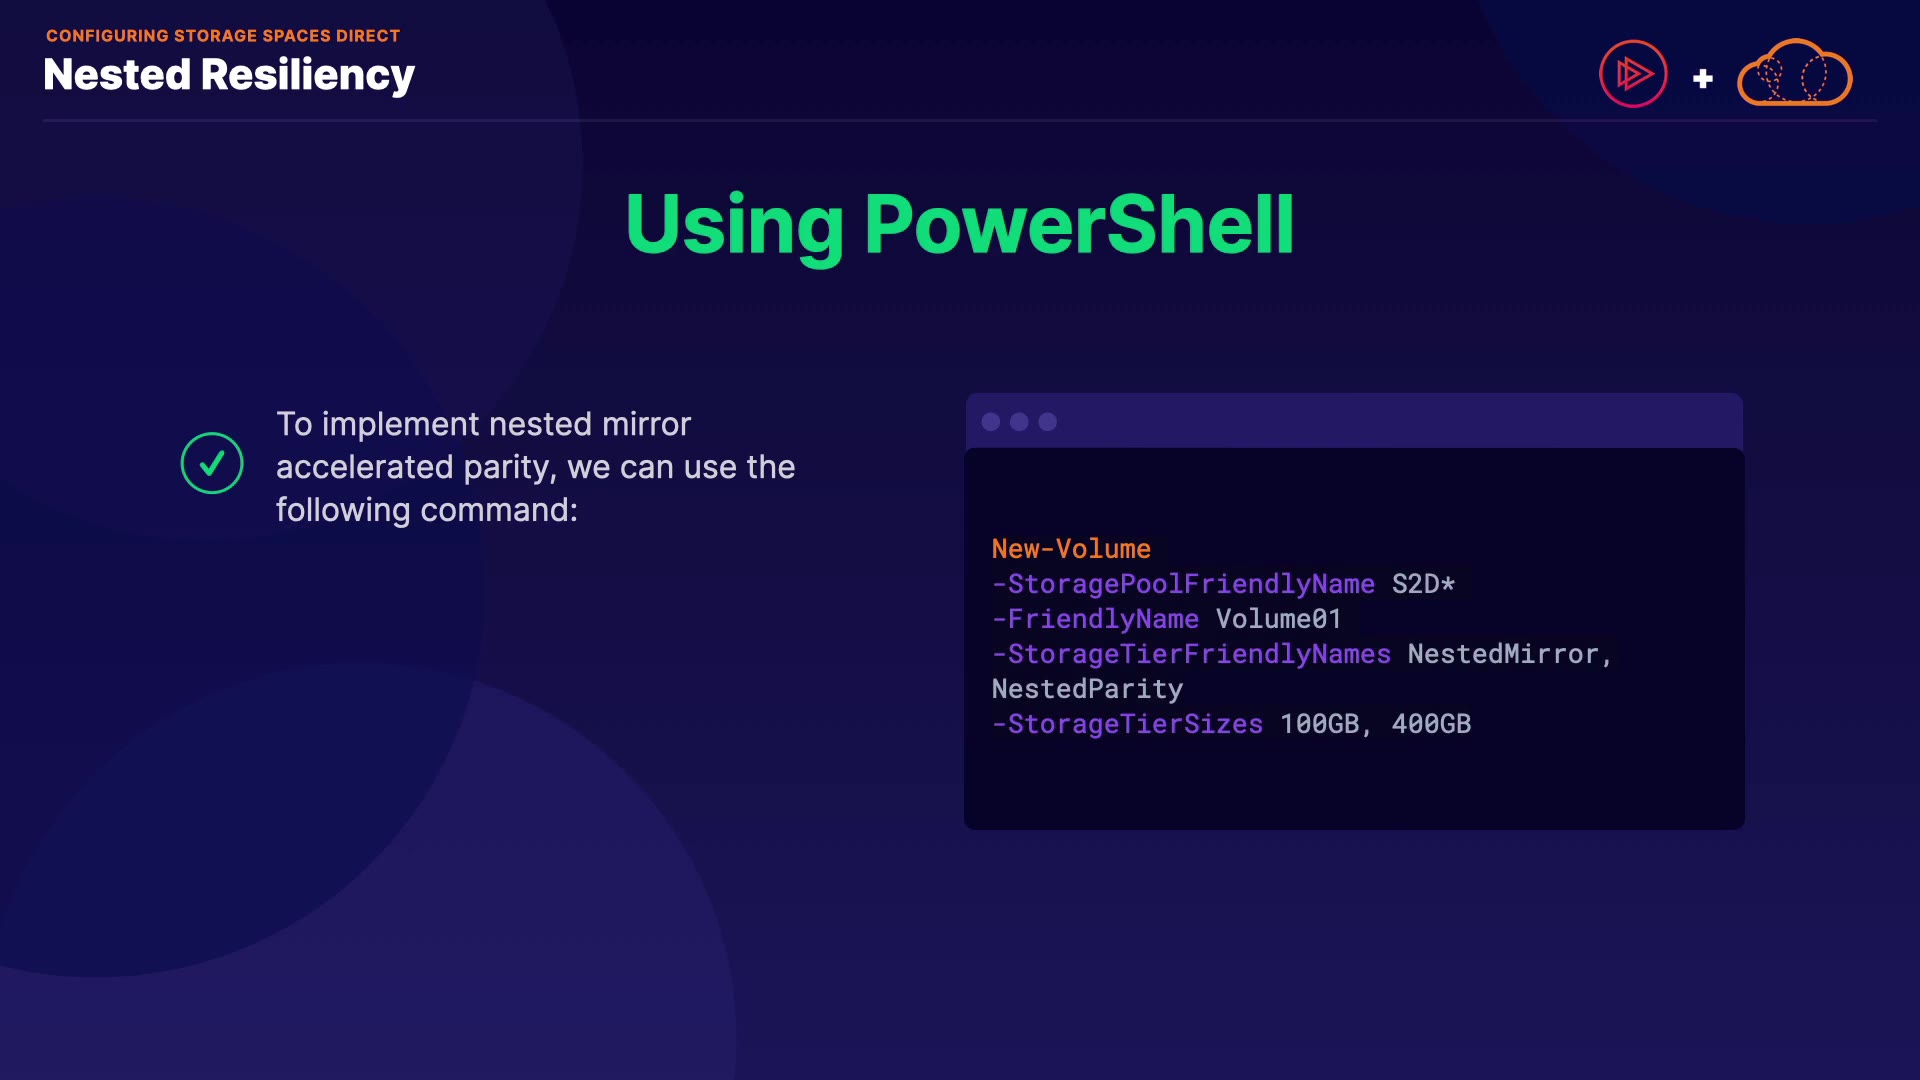 CONFIGURING STORAGE SPACES DIRECT
Nested Resiliency
Using PowerShell
To implement nested mirror
accelerated parity, we can use the
following command:
New-Volume
-StoragePoolFriendlyName S2D*
-FriendlyName Volume01
-StorageTierFriendlyNames NestedMirror,
NestedParity
-StorageTierSizes 100GB, 400GB